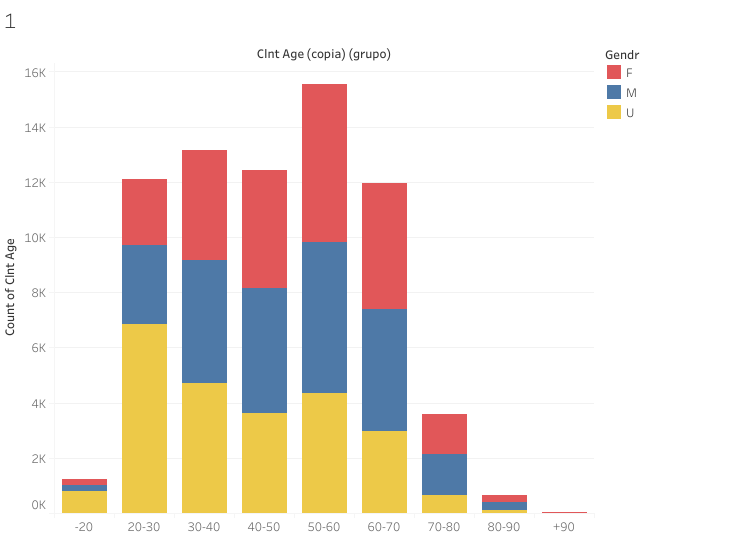 1
Clnt Age (copia) (grupo)
Gendr
F
M
U
Count of Clnt Age
16K
14K
12K
10K
8K
6K
4K
2K
0K
-20 20-30 30-40 40-50 50-60 60-70 70-80 80-90 +90